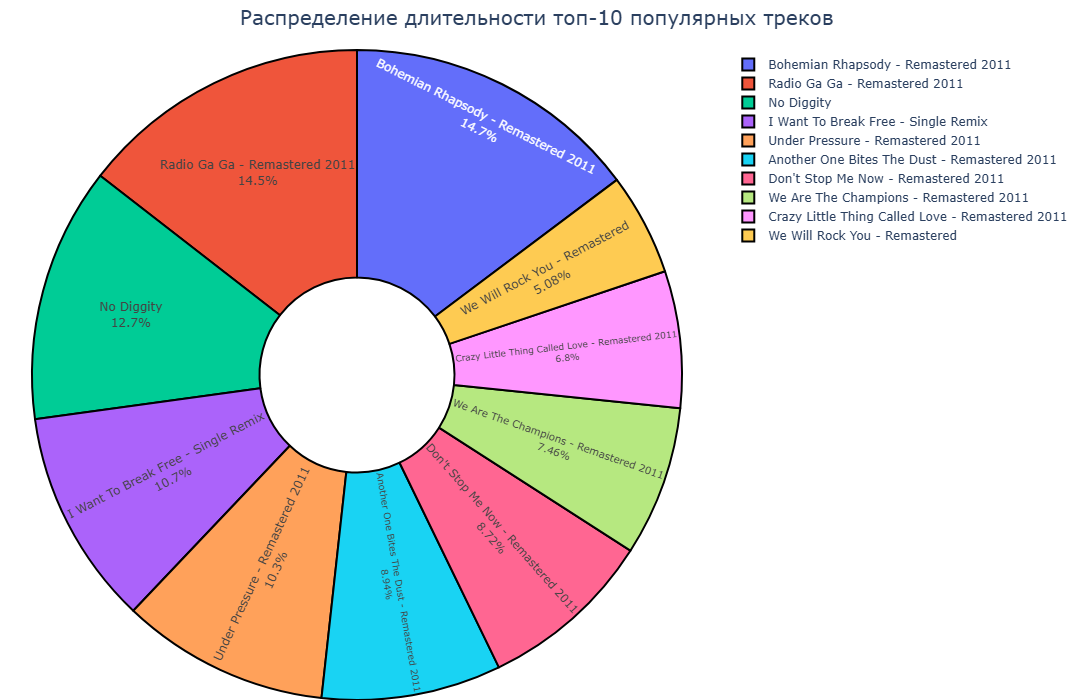 Распределение длительности топ-10 популярных треков
Bohemian Rhapsody - Remastered 2011
14.7%
Radio Ga Ga - Remastered 2011
14.5%
No Diggity
12.7%
I Want To Break Free - Single Remix
10.7%
Under Pressure - Remastered 2011
10.3%
Another One Bites The Dust - Remastered 2011
8.94%
Don't Stop Me Now - Remastered 2011
8.72%
We Are The Champions - Remastered 2011
7.46%
Crazy Little Thing Called Love - Remastered 2011
6.8%
We Will Rock You - Remastered
5.08%
Bohemian Rhapsody - Remastered 2011
Radio Ga Ga - Remastered 2011
No Diggity
I Want To Break Free - Single Remix
Under Pressure - Remastered 2011
Another One Bites The Dust - Remastered 2011
Don't Stop Me Now - Remastered 2011
We Are The Champions - Remastered 2011
Crazy Little Thing Called Love - Remastered 2011
We Will Rock You - Remastered